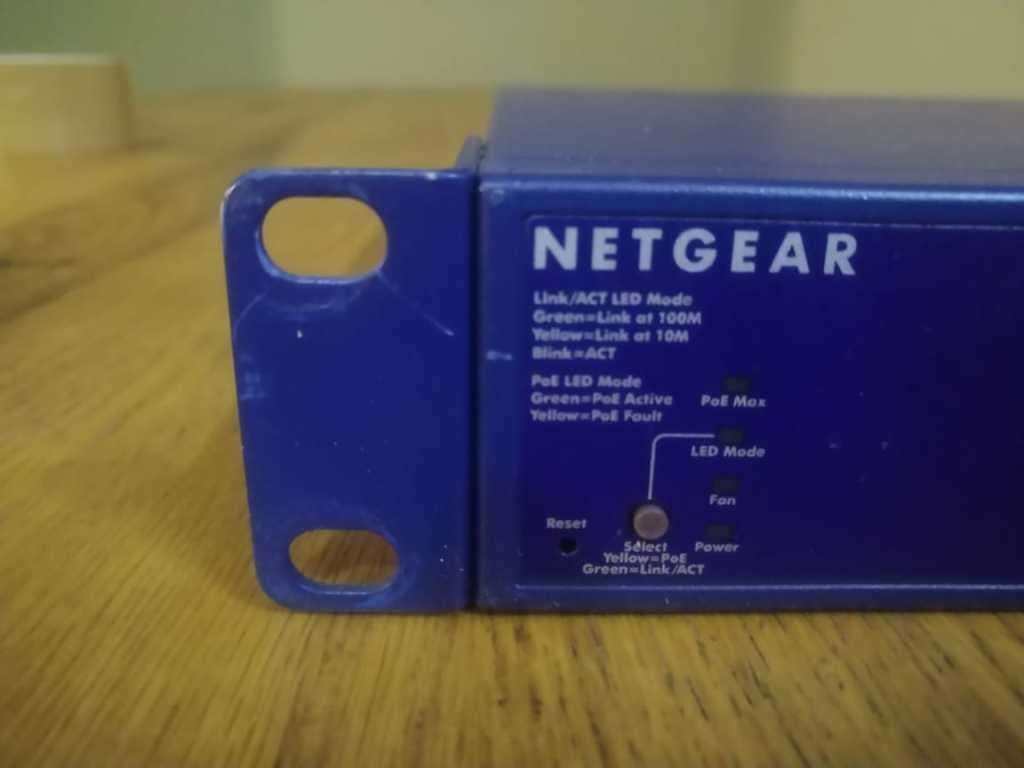 NETGEAR
Link/ACT LED Mode
Green=Link at 100M
Yellow=Link at 10M
Blink=ACT
PoE LED Mode
Green=PoE Active
Yellow=PoE Fault
PoE Max
LED Mode
Fan
Power
Reset
Select
Yellow=PoE
Green=Link/ACT